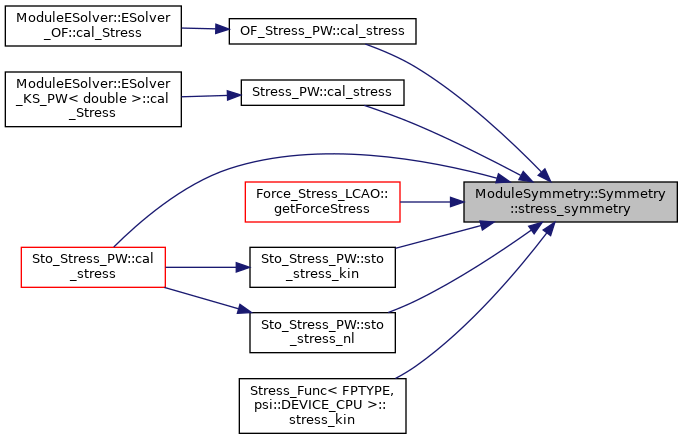 ModuleESolver::ESolver
_OF::cal_Stress
OF_Stress_PW::cal_stress
ModuleESolver::ESolver
_KS_PW< double >::cal
_Stress
Stress_PW::cal_stress
ModuleSymmetry::Symmetry
::stress_symmetry
Force_Stress_LCAO::
getForceStress
Sto_Stress_PW::cal
_stress
Sto_Stress_PW::sto
_stress_kin
Sto_Stress_PW::sto
_stress_nl
Stress_Func< FPTYPE,
psi::DEVICE_CPU >::
stress_kin